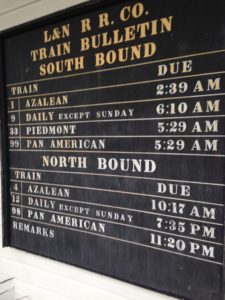 L&N R R. CO.
TRAIN BULLETIN
SOUTH BOUND
TRAIN DUE
1 AZALEAN 2:39 AM
9 DAILY EXCEPT SUNDAY 6:10 AM
33 PIEDMONT 5:29 AM
99 PAN AMERICAN 5:29 AM
NORTH BOUND
TRAIN DUE
4 AZALEAN 10:17 AM
12 DAILY EXCEPT SUNDAY 7:35 PM
98 PAN AMERICAN 11:20 PM
REMARKS